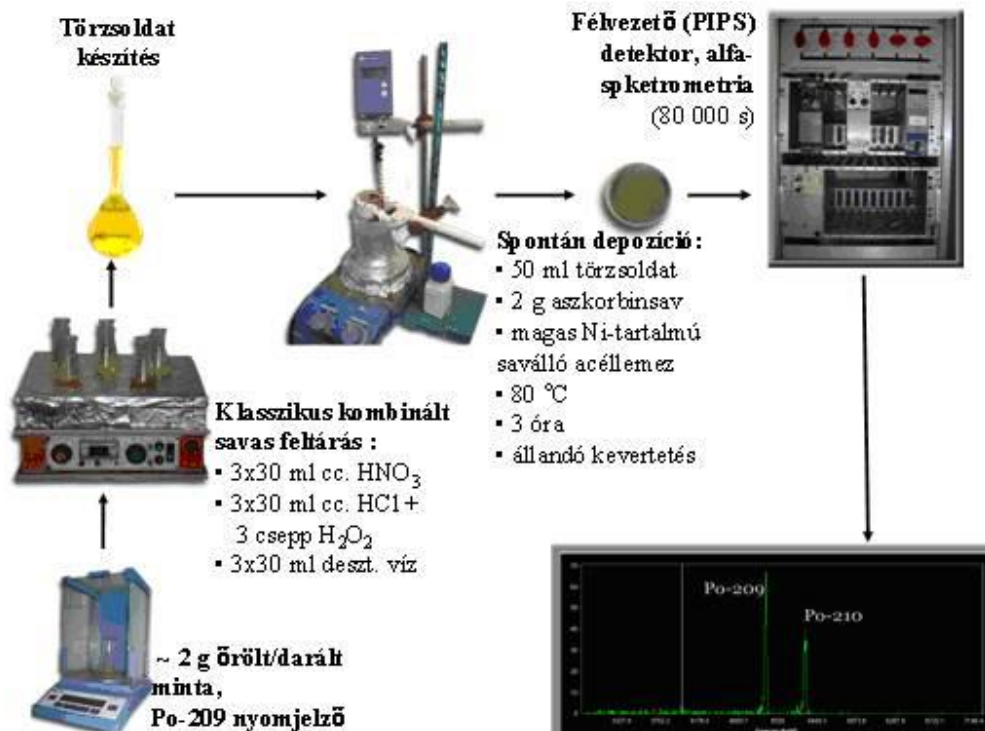 Törzsoldat
készítés
Félvezető (PIPS)
detektor, alfa-
spketrometria
(80 000 s)
Spontán depozíció:
▪ 50 ml törzsoldat
▪ 2 g aszkorbinsav
▪ magas Ni-tartalmú
saválló acéllemez
▪ 80 °C
▪ 3 óra
▪ állandó kevertetés
Klasszikus kombinált
savas feltárás :
▪ 3x30 ml cc. HNO₃
▪ 3x30 ml cc. HCl +
3 csepp H₂O₂
▪ 3x30 ml deszt. víz
~ 2 g őrölt/darált
minta,
Po-209 nyomjelző
Po-209
Po-210